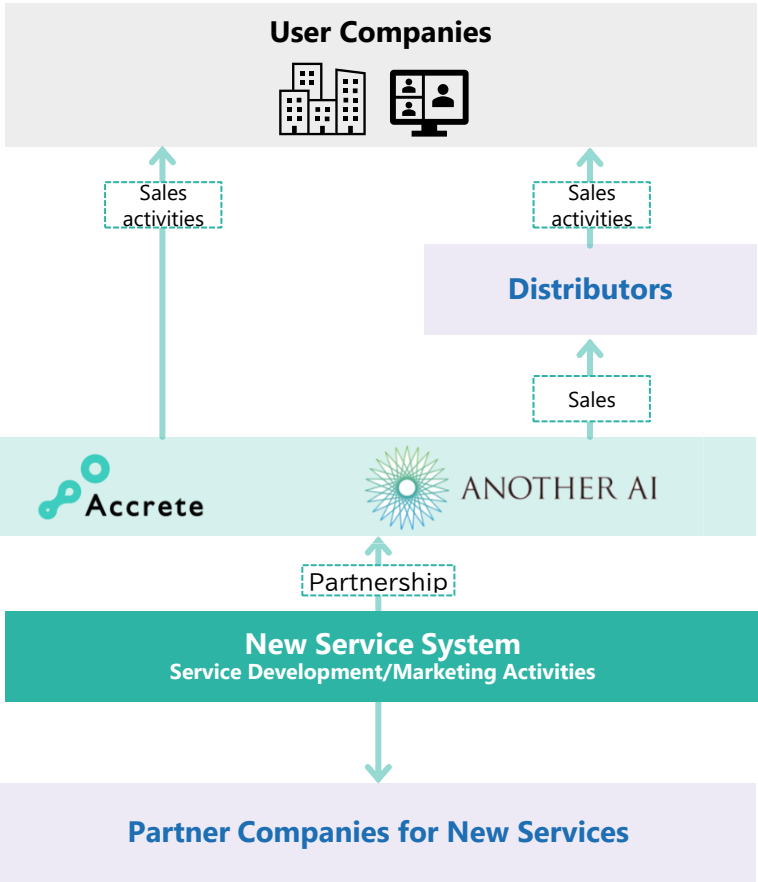 User Companies
Sales
activities
Sales
activities
Distributors
Sales
Accrete
ANOTHER AI
Partnership
New Service System
Service Development/Marketing Activities
Partner Companies for New Services